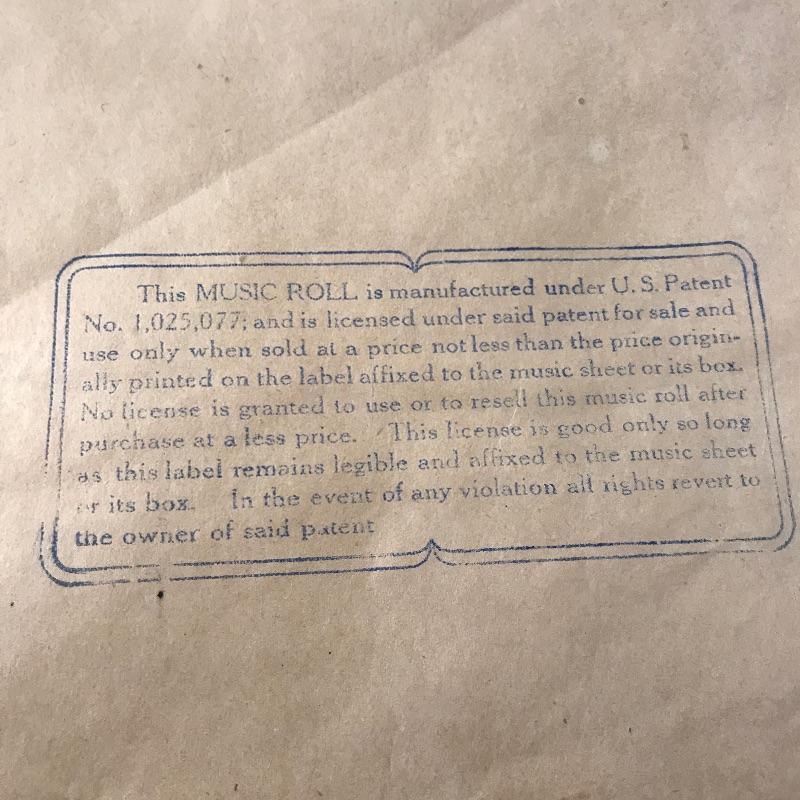 This MUSIC ROLL is manufactured under U. S. Patent
No. 1,025,077; and is licensed under said patent for sale and
use only when sold at a price not less than the price origin-
ally printed on the label affixed to the music sheet or its box.
No license is granted to use or to resell this music roll after
purchase at a less price. This license is good only so long
as this label remains legible and affixed to the music sheet
or its box. In the event of any violation all rights revert to
the owner of said patent